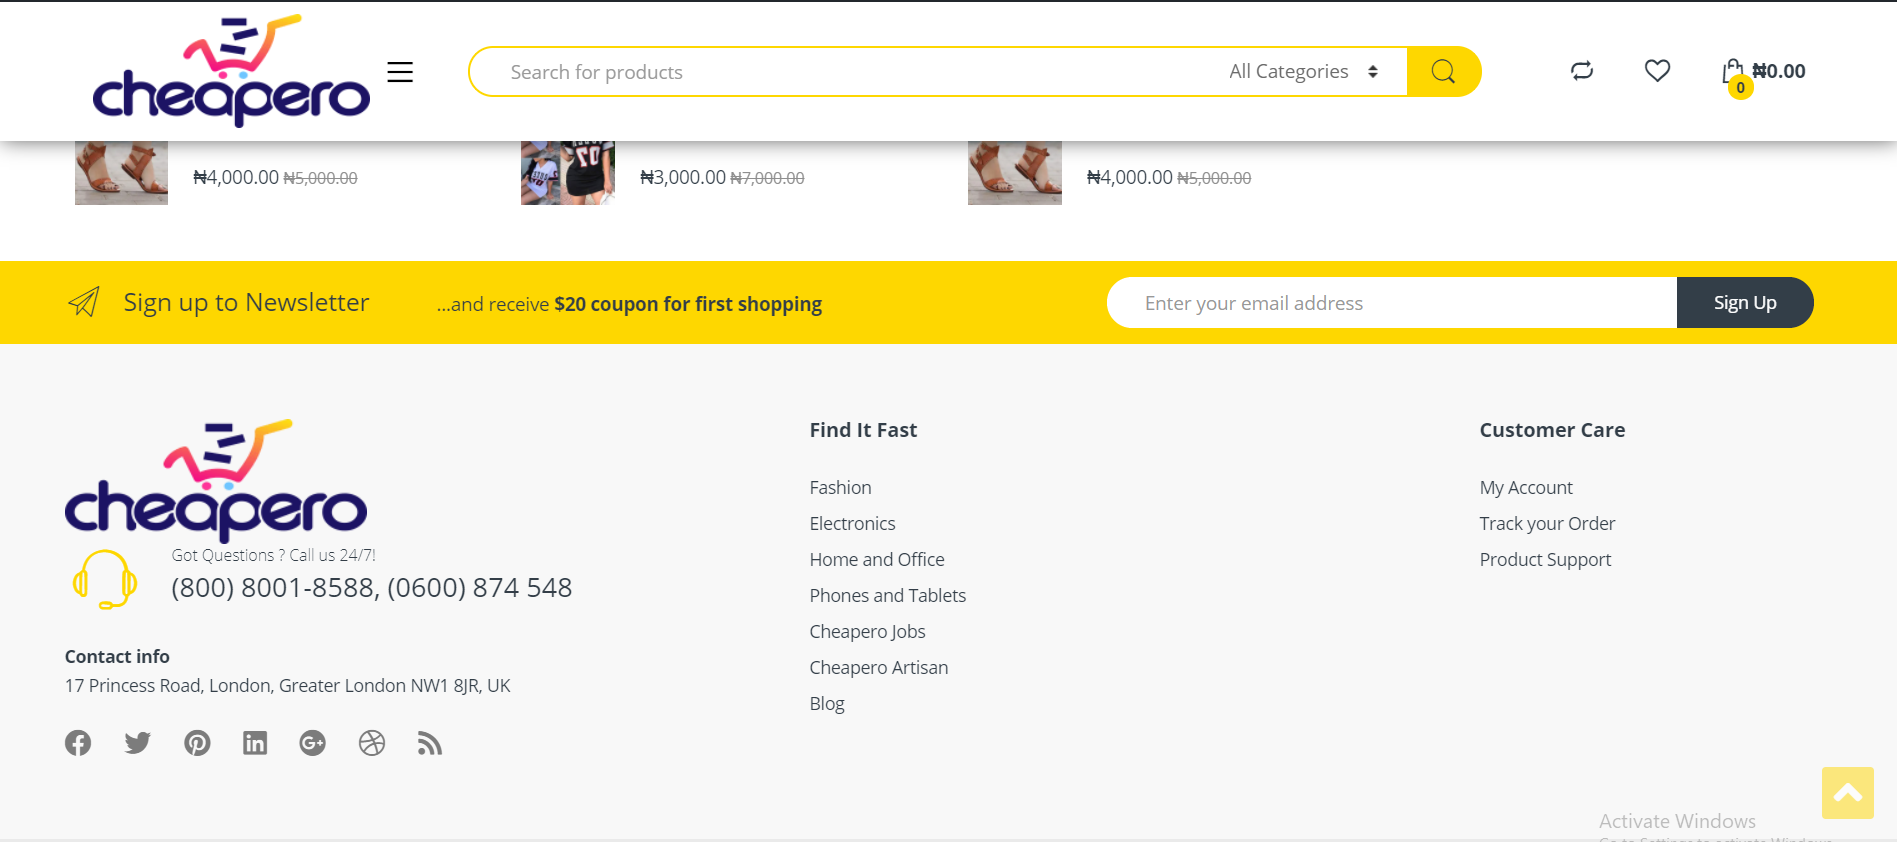 cheapero
Search for products
All Categories
₦0.00
0
₦4,000.00 ₦5,000.00
₦3,000.00 ₦7,000.00
₦4,000.00 ₦5,000.00
Sign up to Newsletter
...and receive $20 coupon for first shopping
Enter your email address
Sign Up
cheapero
Got Questions ? Call us 24/7!
(800) 8001-8588, (0600) 874 548
Contact info
17 Princess Road, London, Greater London NW1 8JR, UK
Find It Fast
Fashion
Electronics
Home and Office
Phones and Tablets
Cheapero Jobs
Cheapero Artisan
Blog
Customer Care
My Account
Track your Order
Product Support
Activate Windows